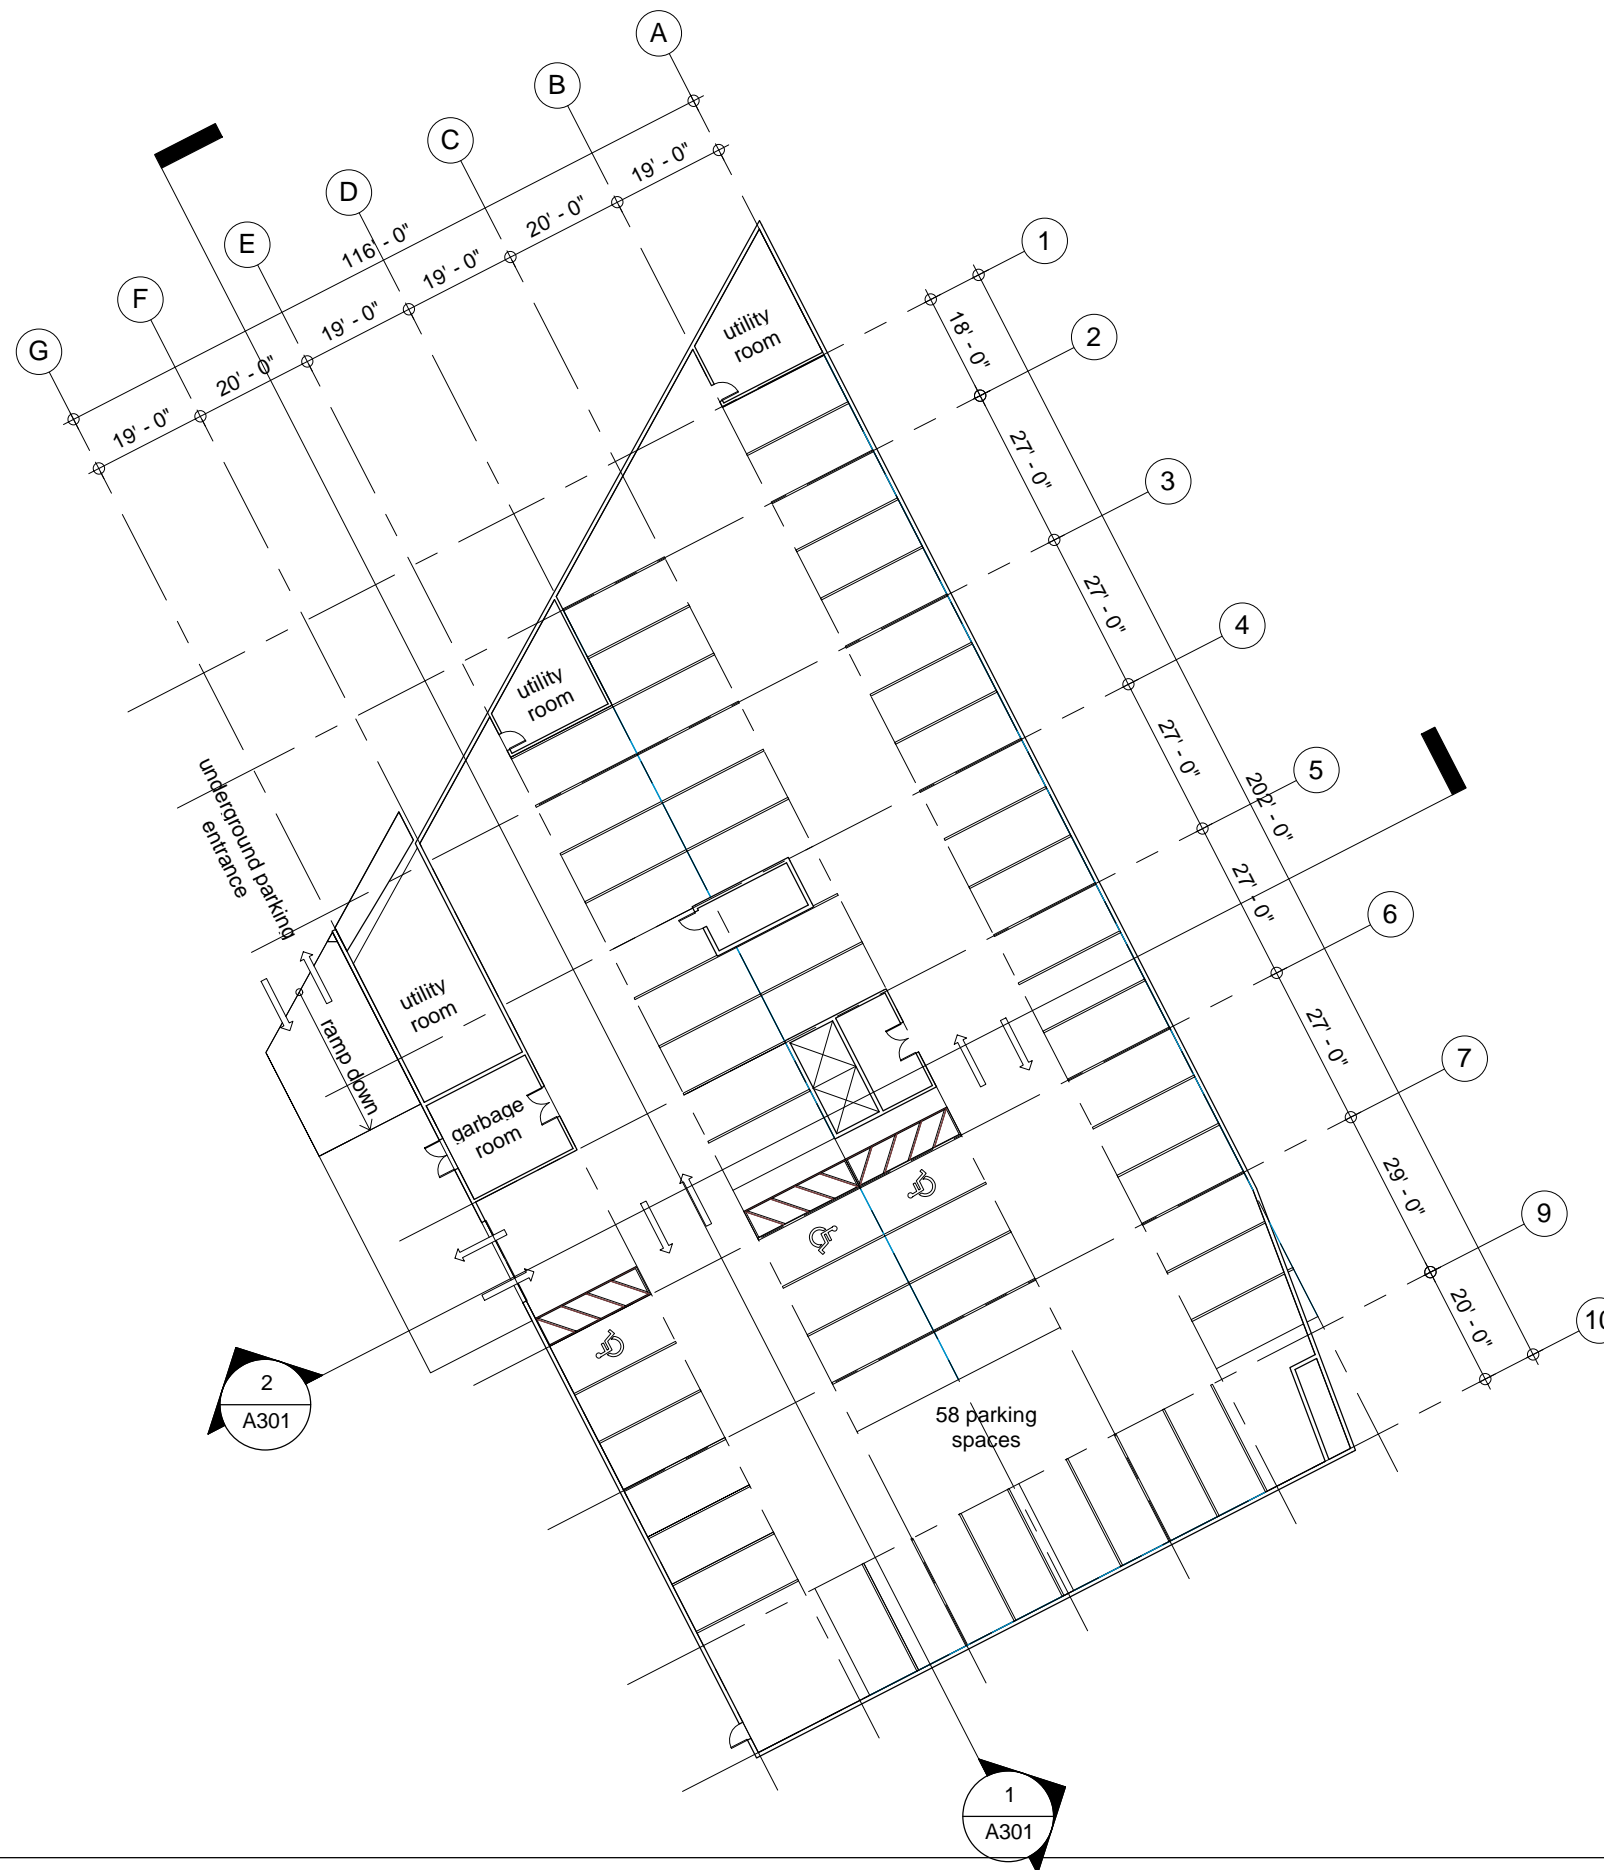 A
B
C
D
E
F
G
116' - 0"
19' - 0"
20' - 0"
19' - 0"
19' - 0"
20' - 0"
19' - 0"
1
2
3
4
5
6
7
9
10
18' - 0"
27' - 0"
27' - 0"
27' - 0"
27' - 0"
27' - 0"
29' - 0"
20' - 0"
202' - 0"
utility
room
utility
room
underground parking
entrance
utility
room
ramp down
garbage
room
58 parking
spaces
2
A301
1
A301